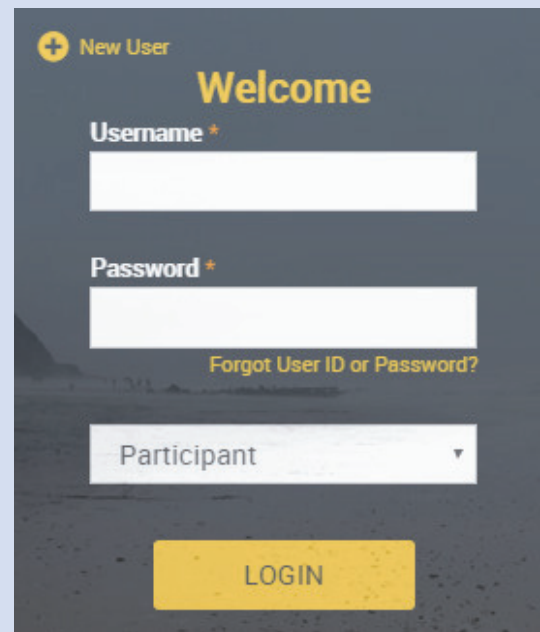 New User
Welcome
Username *
Password *
Forgot User ID or Password?
Participant
LOGIN